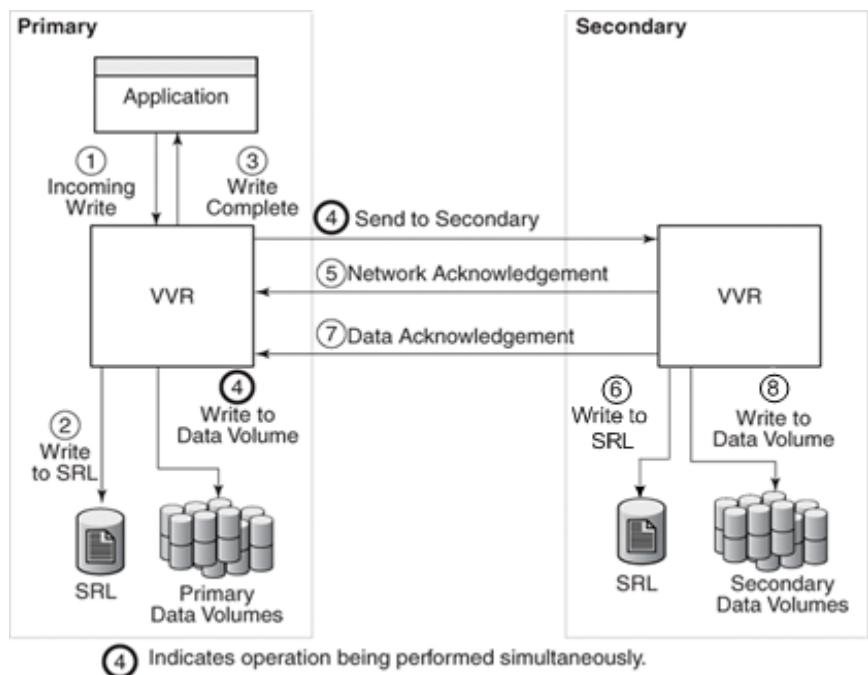 Primary
Secondary
Application
1
Incoming
Write
3
Write
Complete
4 Send to Secondary
5 Network Acknowledgement
7 Data Acknowledgement
VVR
VVR
2
Write
to SRL
4
Write to
Data Volume
6
Write to
SRL
8
Write to
Data Volume
SRL
Primary
Data Volumes
SRL
Secondary
Data Volumes
4 Indicates operation being performed simultaneously.